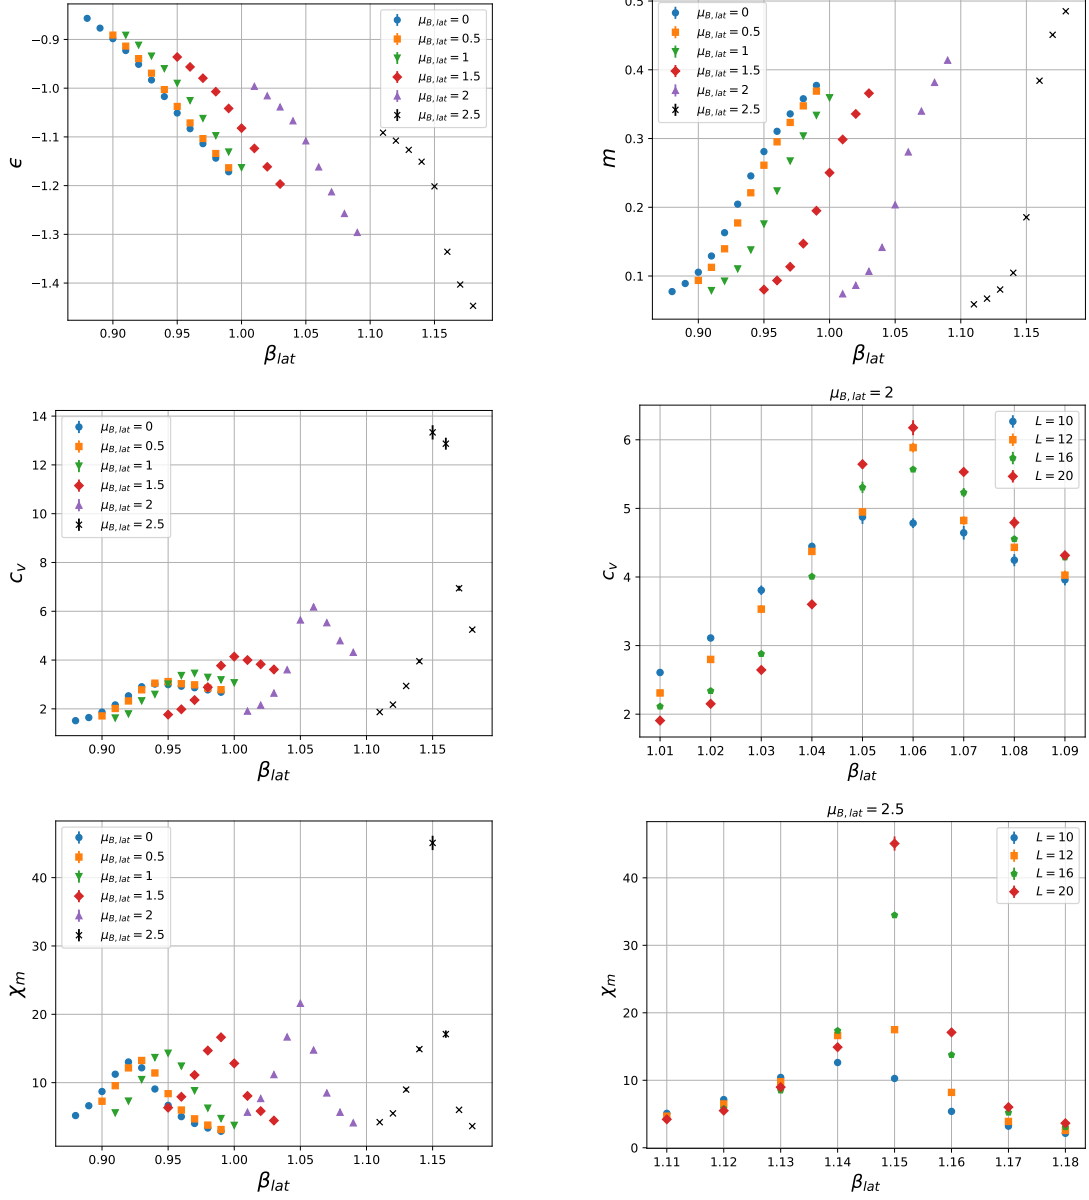 −0.9
−1.0
−1.1
−1.2
−1.3
−1.4
ϵ
0.90 0.95 1.00 1.05 1.10 1.15
β_lat
μ_B,lat = 0
μ_B,lat = 0.5
μ_B,lat = 1
μ_B,lat = 1.5
μ_B,lat = 2
μ_B,lat = 2.5
0.5
0.4
0.3
0.2
0.1
m
0.90 0.95 1.00 1.05 1.10 1.15
β_lat
μ_B,lat = 0
μ_B,lat = 0.5
μ_B,lat = 1
μ_B,lat = 1.5
μ_B,lat = 2
μ_B,lat = 2.5
14
12
10
8
6
4
2
c_v
0.90 0.95 1.00 1.05 1.10 1.15
β_lat
μ_B,lat = 0
μ_B,lat = 0.5
μ_B,lat = 1
μ_B,lat = 1.5
μ_B,lat = 2
μ_B,lat = 2.5
μ_B,lat = 2
6
5
4
3
2
c_v
1.01 1.02 1.03 1.04 1.05 1.06 1.07 1.08 1.09
β_lat
L = 10
L = 12
L = 16
L = 20
40
30
20
10
χ_m
0.90 0.95 1.00 1.05 1.10 1.15
β_lat
μ_B,lat = 0
μ_B,lat = 0.5
μ_B,lat = 1
μ_B,lat = 1.5
μ_B,lat = 2
μ_B,lat = 2.5
μ_B,lat = 2.5
40
30
20
10
0
χ_m
1.11 1.12 1.13 1.14 1.15 1.16 1.17 1.18
β_lat
L = 10
L = 12
L = 16
L = 20